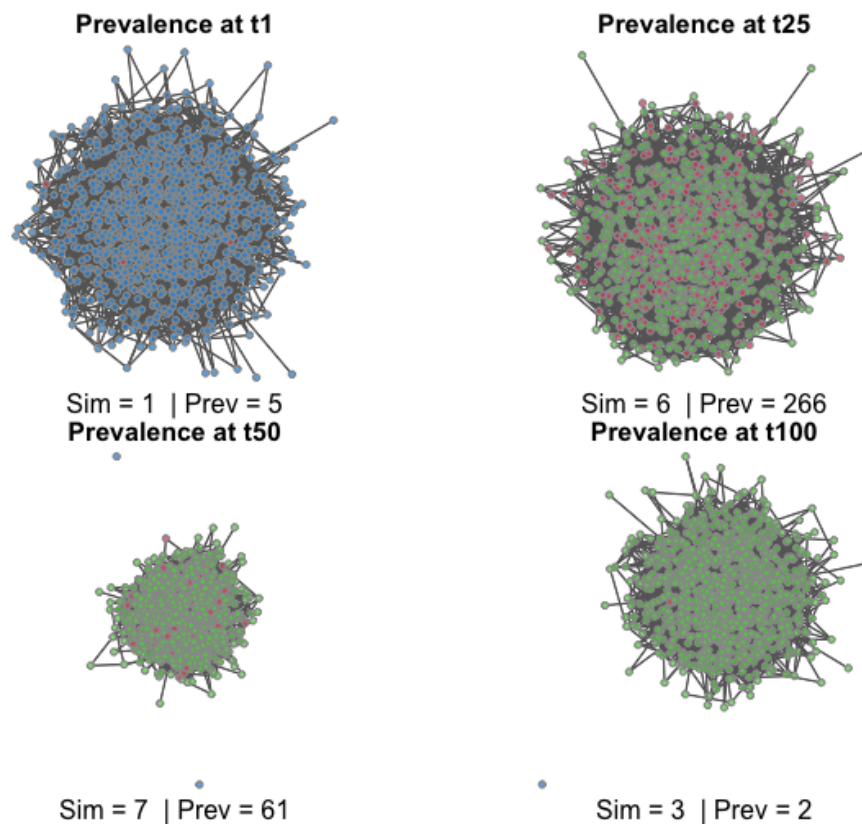 Prevalence at t1
Prevalence at t25
Sim = 1 | Prev = 5
Sim = 6 | Prev = 266
Prevalence at t50
Prevalence at t100
Sim = 7 | Prev = 61
Sim = 3 | Prev = 2